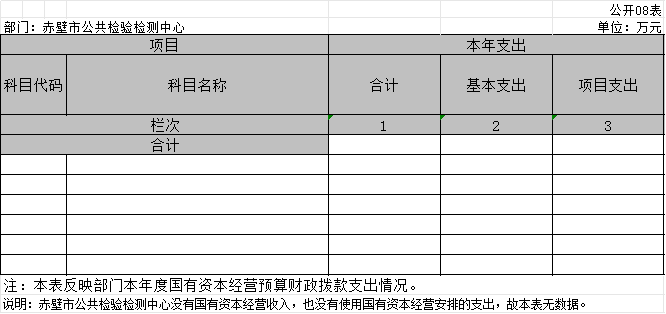 公开08表
部门：赤壁市公共检验检测中心 单位：万元
项目 本年支出
科目代码 科目名称 合计 基本支出 项目支出
栏次 1 2 3
合计
注：本表反映部门本年度国有资本经营预算财政拨款支出情况。
说明：赤壁市公共检验检测中心没有国有资本经营收入，也没有使用国有资本经营安排的支出，故本表无数据。